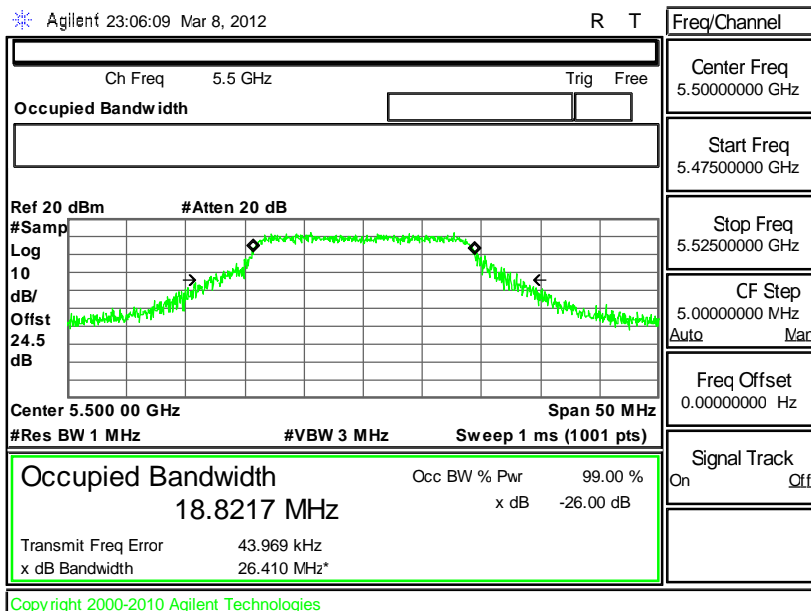 Agilent 23:06:09 Mar 8, 2012 R T
Freq/Channel
Ch Freq 5.5 GHz Trig Free
Occupied Bandwidth
Center Freq
5.50000000 GHz
Start Freq
5.47500000 GHz
Stop Freq
5.52500000 GHz
CF Step
5.00000000 MHz
Auto Man
Freq Offset
0.00000000 Hz
Signal Track
On Off
Ref 20 dBm #Atten 20 dB
#Samp
Log
10
dB/
Offst
24.5
dB
Center 5.500 00 GHz Span 50 MHz
#Res BW 1 MHz #VBW 3 MHz Sweep 1 ms (1001 pts)
Occupied Bandwidth
18.8217 MHz
Occ BW % Pwr 99.00 %
x dB -26.00 dB
Transmit Freq Error 43.969 kHz
x dB Bandwidth 26.410 MHz*
Copyright 2000-2010 Agilent Technologies